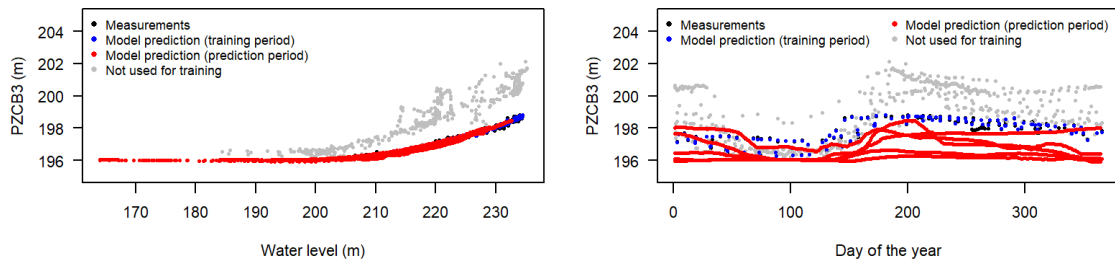 Measurements
Model prediction (training period)
Model prediction (prediction period)
Not used for training
PZCB3 (m)
204
202
200
198
196
170 180 190 200 210 220 230
Water level (m)
Measurements
Model prediction (training period)
Model prediction (prediction period)
Not used for training
PZCB3 (m)
204
202
200
198
196
0 100 200 300
Day of the year